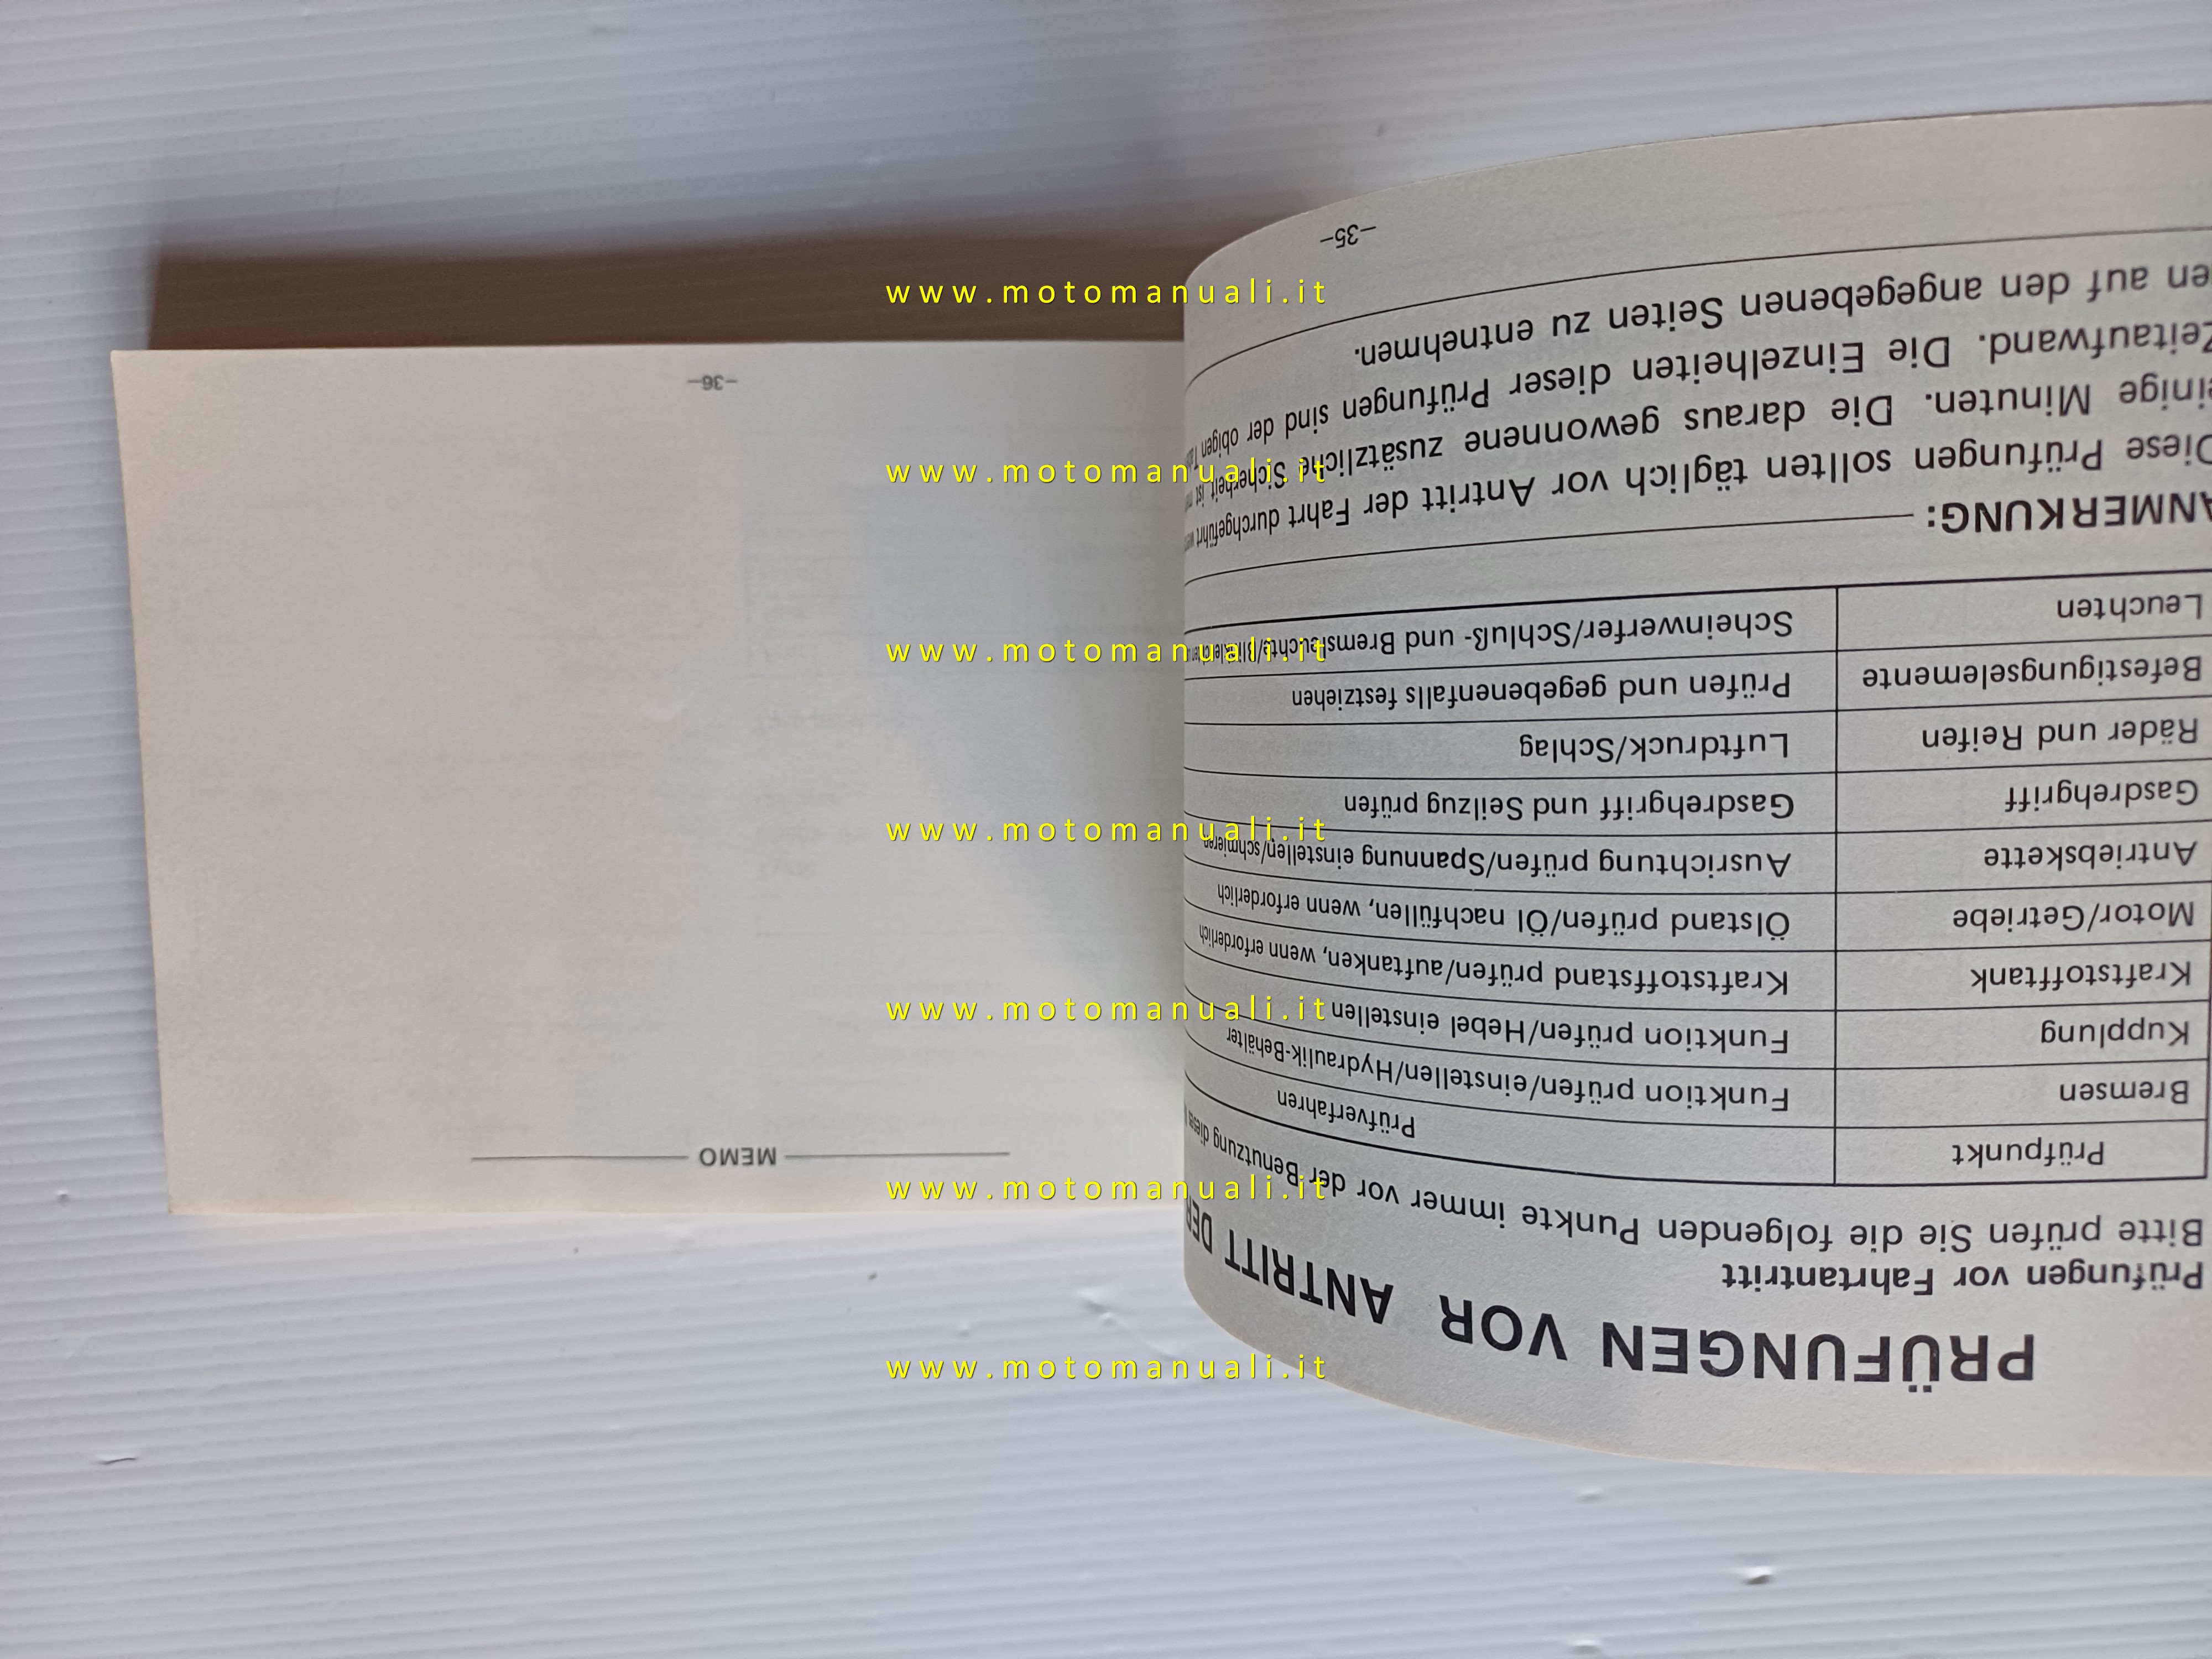 PRÜFUNGEN VOR ANTRITT DER
Prüfungen vor Fahrtantritt
Bitte prüfen Sie die folgenden Punkte immer vor der Benutzung dieses
Prüfpunkt Prüfverfahren
Bremsen Funktion prüfen/einstellen/Hydraulik-Behälter
Kupplung Funktion prüfen/Hebel einstellen
Kraftstofftank Kraftstoffstand prüfen/auftanken, wenn erforderlich
Motor/Getriebe Ölstand prüfen/Öl nachfüllen, wenn erforderlich
Antriebskette Ausrichtung prüfen/Spannung einstellen/schmieren
Gasdrehgriff Gasdrehgriff und Seilzug prüfen
Räder und Reifen Luftdruck/Schlag
Befestigungselemente Prüfen und gegebenenfalls festziehen
Leuchten Scheinwerfer/Schluß- und Bremsleuchte/
ANMERKUNG:
Diese Prüfungen sollten täglich vor Antritt der Fahrt durchgeführt
einige Minuten. Die daraus gewonnene zusätzliche Sicherheit ist
Zeitaufwand. Die Einzelheiten dieser Prüfungen sind der obigen
en auf den angegebenen Seiten zu entnehmen.
–35–
MEMO
–36–
www.motomanuali.it
www.motomanuali.it
www.motomanuali.it
www.motomanuali.it
www.motomanuali.it
www.motomanuali.it
www.motomanuali.it